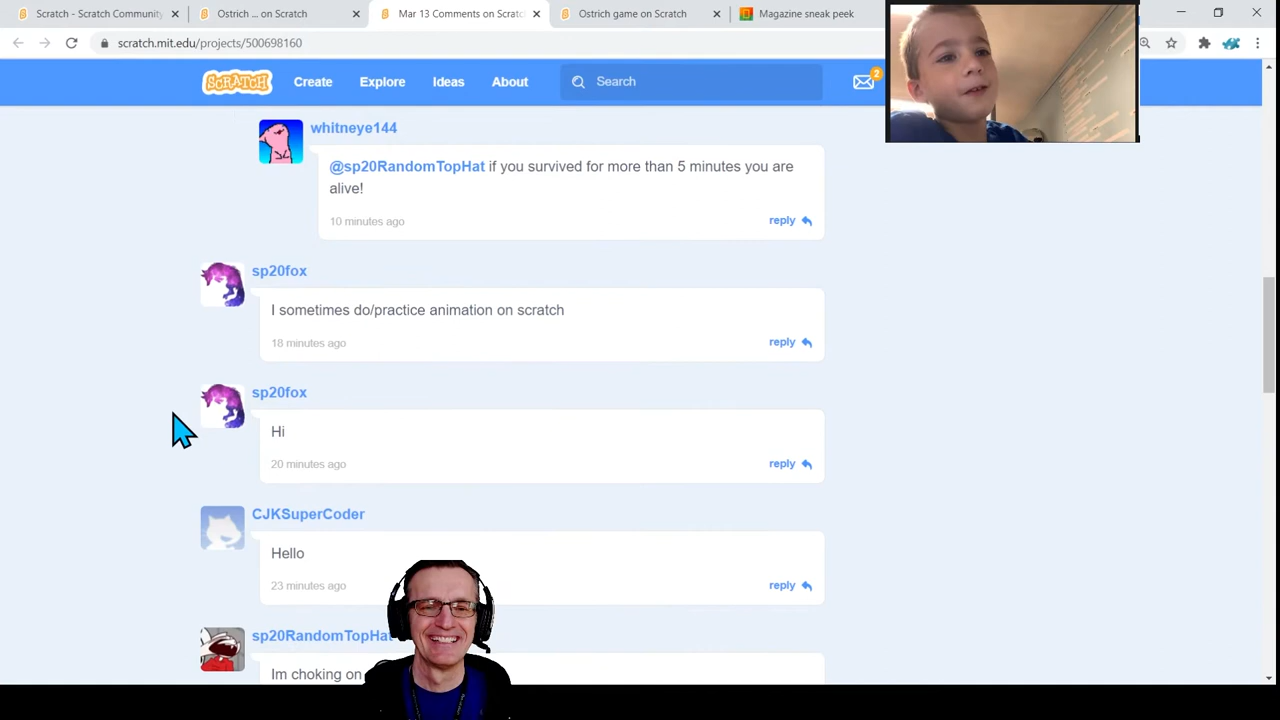 Scratch - Scratch Community
Ostrich ... on Scratch
Mar 13 Comments on Scratc
Ostrich game on Scratch
Magazine sneak peek
scratch.mit.edu/projects/500698160
SCRATCH
Create
Explore
Ideas
About
Search
2
whitneye144
@sp20RandomTopHat if you survived for more than 5 minutes you are
alive!
10 minutes ago
reply
sp20fox
I sometimes do/practice animation on scratch
18 minutes ago
reply
sp20fox
Hi
20 minutes ago
reply
CJKSuperCoder
Hello
23 minutes ago
reply
sp20RandomTopHat
Im choking on